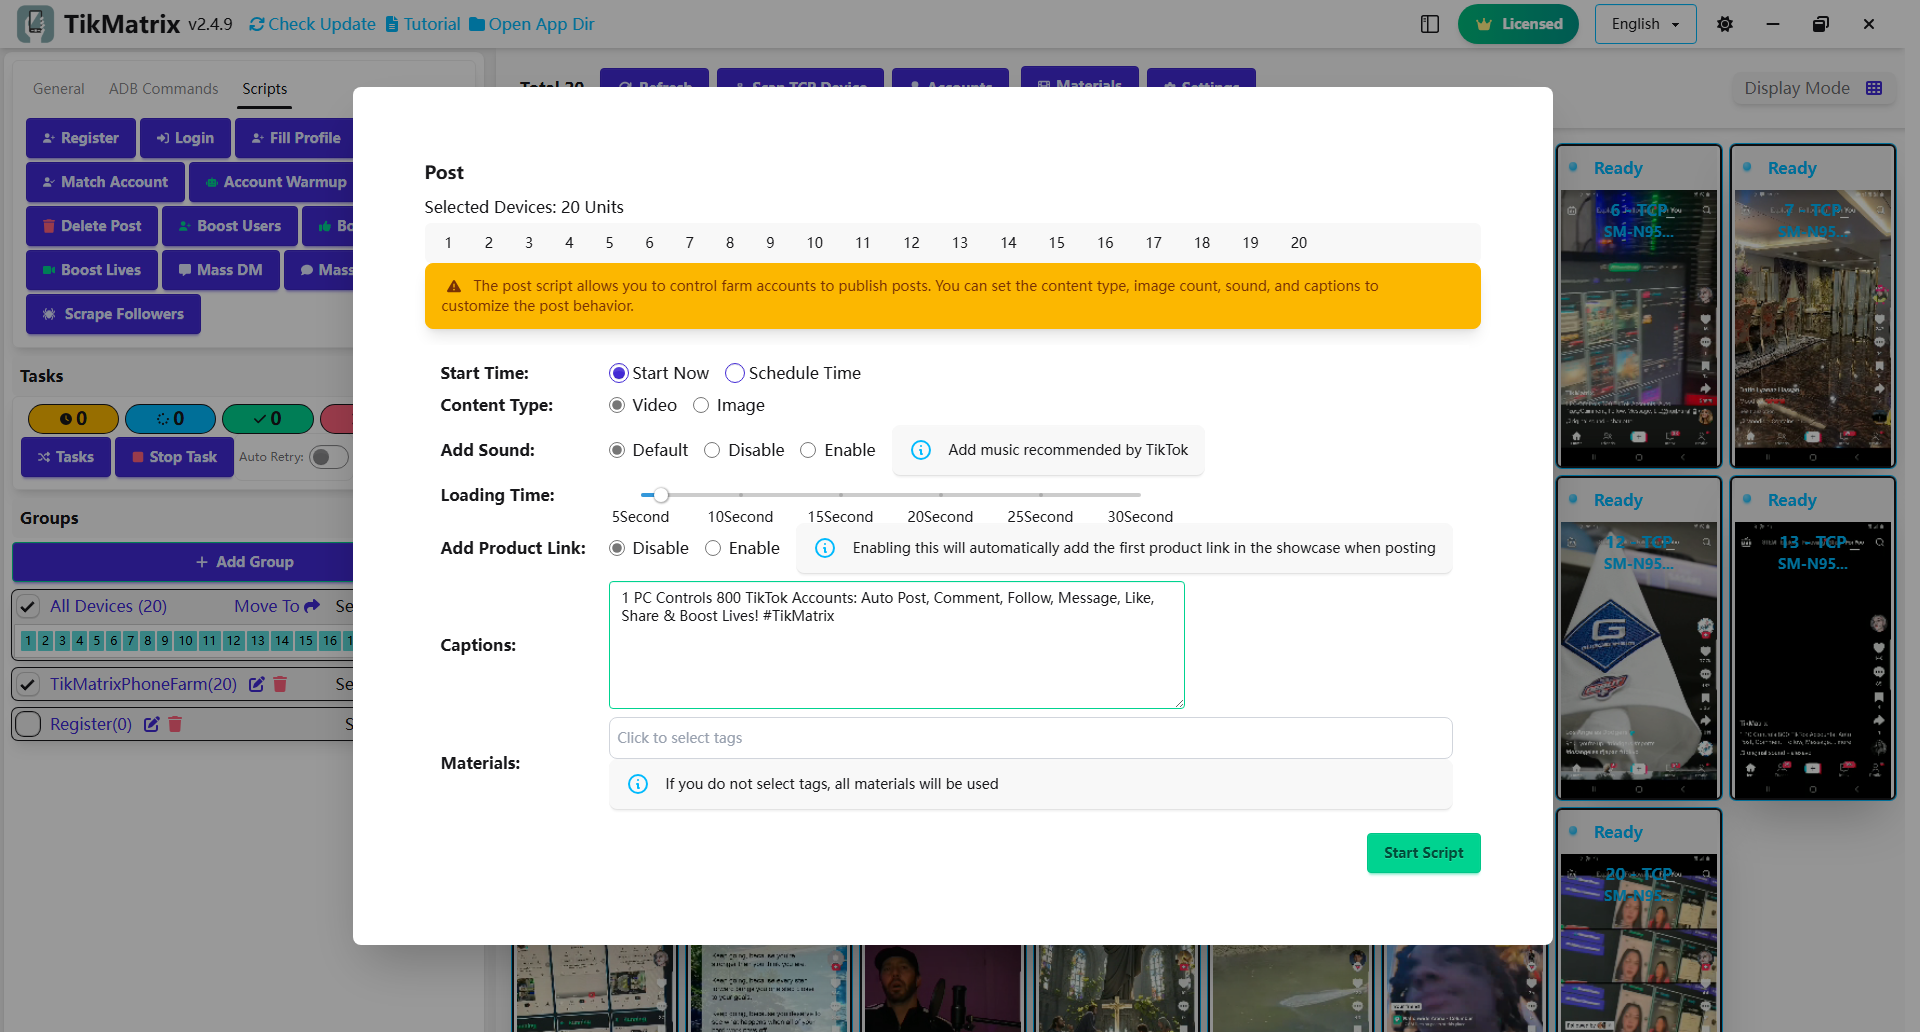 TikMatrix v2.4.9 Check Update Tutorial Open App Dir
Licensed English
General ADB Commands Scripts
Total 20 Refresh Scan TCP Device Accounts Materials Settings
Display Mode
Register Login Fill Profile
Match Account Account Warmup
Delete Post Boost Users Bo
Boost Lives Mass DM Mass
Scrape Followers
Tasks
0 0 0
Tasks Stop Task Auto Retry:
Groups
+ Add Group
All Devices (20) Move To Se
1 2 3 4 5 6 7 8 9 10 11 12 13 14 15 16 1
TikMatrixPhoneFarm(20) Se
Register(0) S
Post
Selected Devices: 20 Units
1 2 3 4 5 6 7 8 9 10 11 12 13 14 15 16 17 18 19 20
The post script allows you to control farm accounts to publish posts. You can set the content type, image count, sound, and captions to
customize the post behavior.
Start Time: Start Now Schedule Time
Content Type: Video Image
Add Sound: Default Disable Enable Add music recommended by TikTok
Loading Time:
5Second 10Second 15Second 20Second 25Second 30Second
Add Product Link: Disable Enable Enabling this will automatically add the first product link in the showcase when posting
Captions:
1 PC Controls 800 TikTok Accounts: Auto Post, Comment, Follow, Message, Like,
Share & Boost Lives! #TikMatrix
Materials:
Click to select tags
If you do not select tags, all materials will be used
Start Script
Ready
6 - TCP
SM-N95...
Ready
7 - TCP
SM-N95...
Ready
12 - TCP
SM-N95...
Ready
13 - TCP
SM-N95...
Ready
20 - TCP
SM-N95...